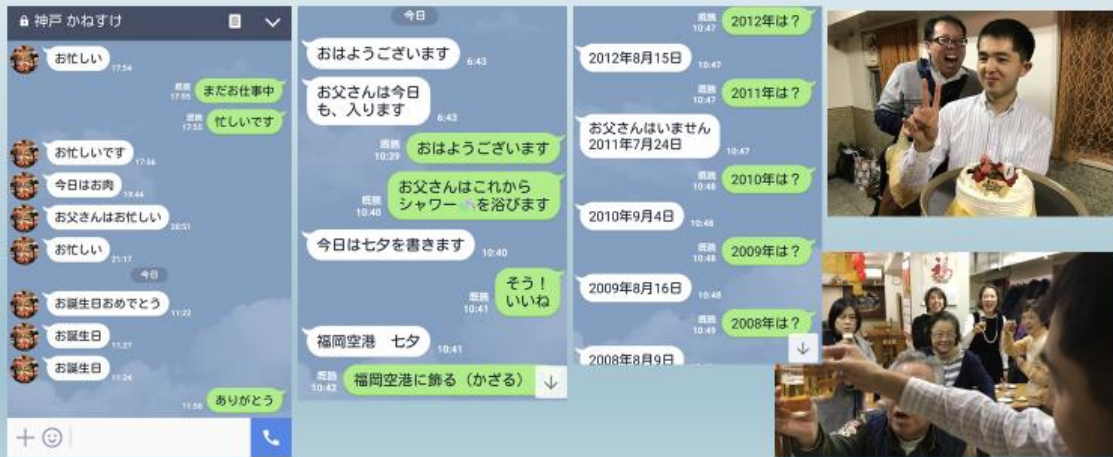 神戸 かねすけ
お忙しい
17:54
まだお仕事中
既読
17:55
忙しいです
既読
17:55
お忙しいです
17:56
今日はお肉
19:44
お父さんはお忙しい
20:51
お忙しい
21:17
今日
お誕生日おめでとう
11:22
お誕生日
11:27
お誕生日
11:24
ありがとう
11:56
今日
おはようございます
6:43
お父さんは今日
も、入ります
6:43
おはようございます
既読
10:39
お父さんはこれから
シャワー を浴びます
既読
10:40
今日は七夕を書きます
10:40
そう！
いいね
既読
10:41
福岡空港 七夕
10:41
福岡空港に飾る（かざる）
既読
10:42
2012年は？
既読
10:47
2012年8月15日
10:47
2011年は？
既読
10:47
お父さんはいません
2011年7月24日
10:47
2010年は？
既読
10:48
2010年9月4日
10:48
2009年は？
既読
10:48
2009年8月16日
10:48
2008年は？
既読
10:49
2008年8月9日
福